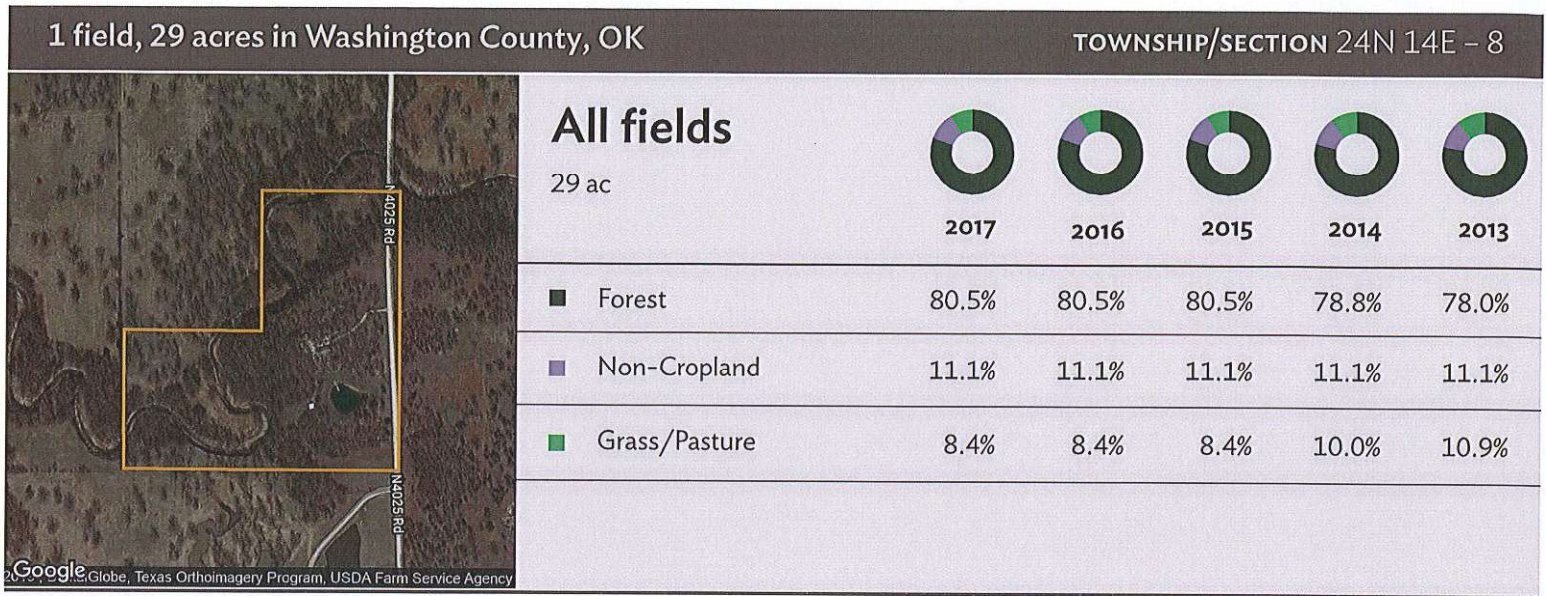 1 field, 29 acres in Washington County, OK
TOWNSHIP/SECTION 24N 14E – 8
All fields
29 ac
2017 2016 2015 2014 2013
Forest 80.5% 80.5% 80.5% 78.8% 78.0%
Non-Cropland 11.1% 11.1% 11.1% 11.1% 11.1%
Grass/Pasture 8.4% 8.4% 8.4% 10.0% 10.9%
N4025 Rd
N4025 Rd
Google
Globe, Texas Orthoimagery Program, USDA Farm Service Agency